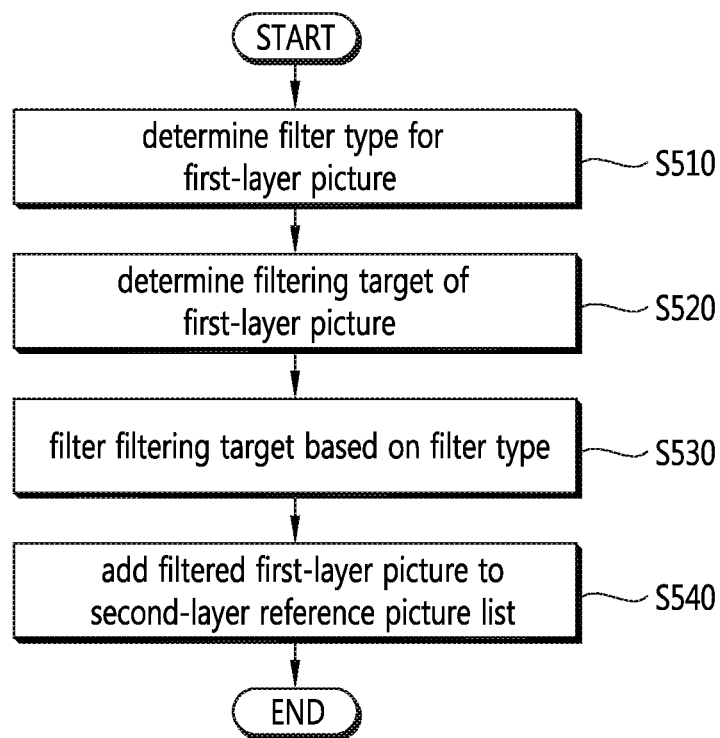 START
determine filter type for
first-layer picture
S510
determine filtering target of
first-layer picture
S520
filter filtering target based on filter type
S530
add filtered first-layer picture to
second-layer reference picture list
S540
END